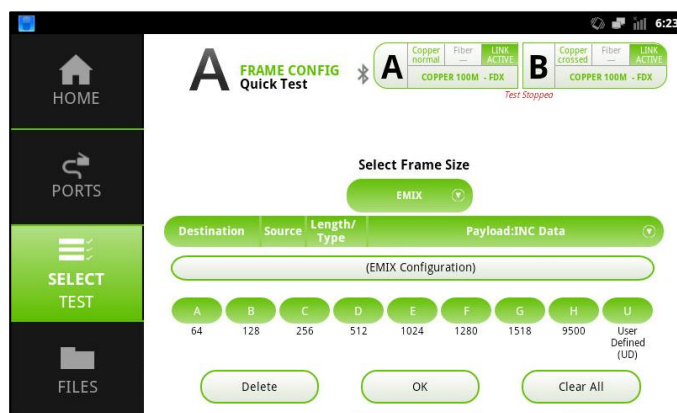 6:23
HOME
PORTS
SELECT
TEST
FILES
A
FRAME CONFIG
Quick Test
A
Copper
normal
Fiber
---
LINK
ACTIVE
COPPER 100M - FDX
B
Copper
crossed
Fiber
---
LINK
ACTIVE
COPPER 100M - FDX
Test Stopped
Select Frame Size
EMIX
Destination Source Length/
Type
Payload:INC Data
(EMIX Configuration)
A B C D E F G H U
64 128 256 512 1024 1280 1518 9500 User
Defined
(UD)
Delete OK Clear All